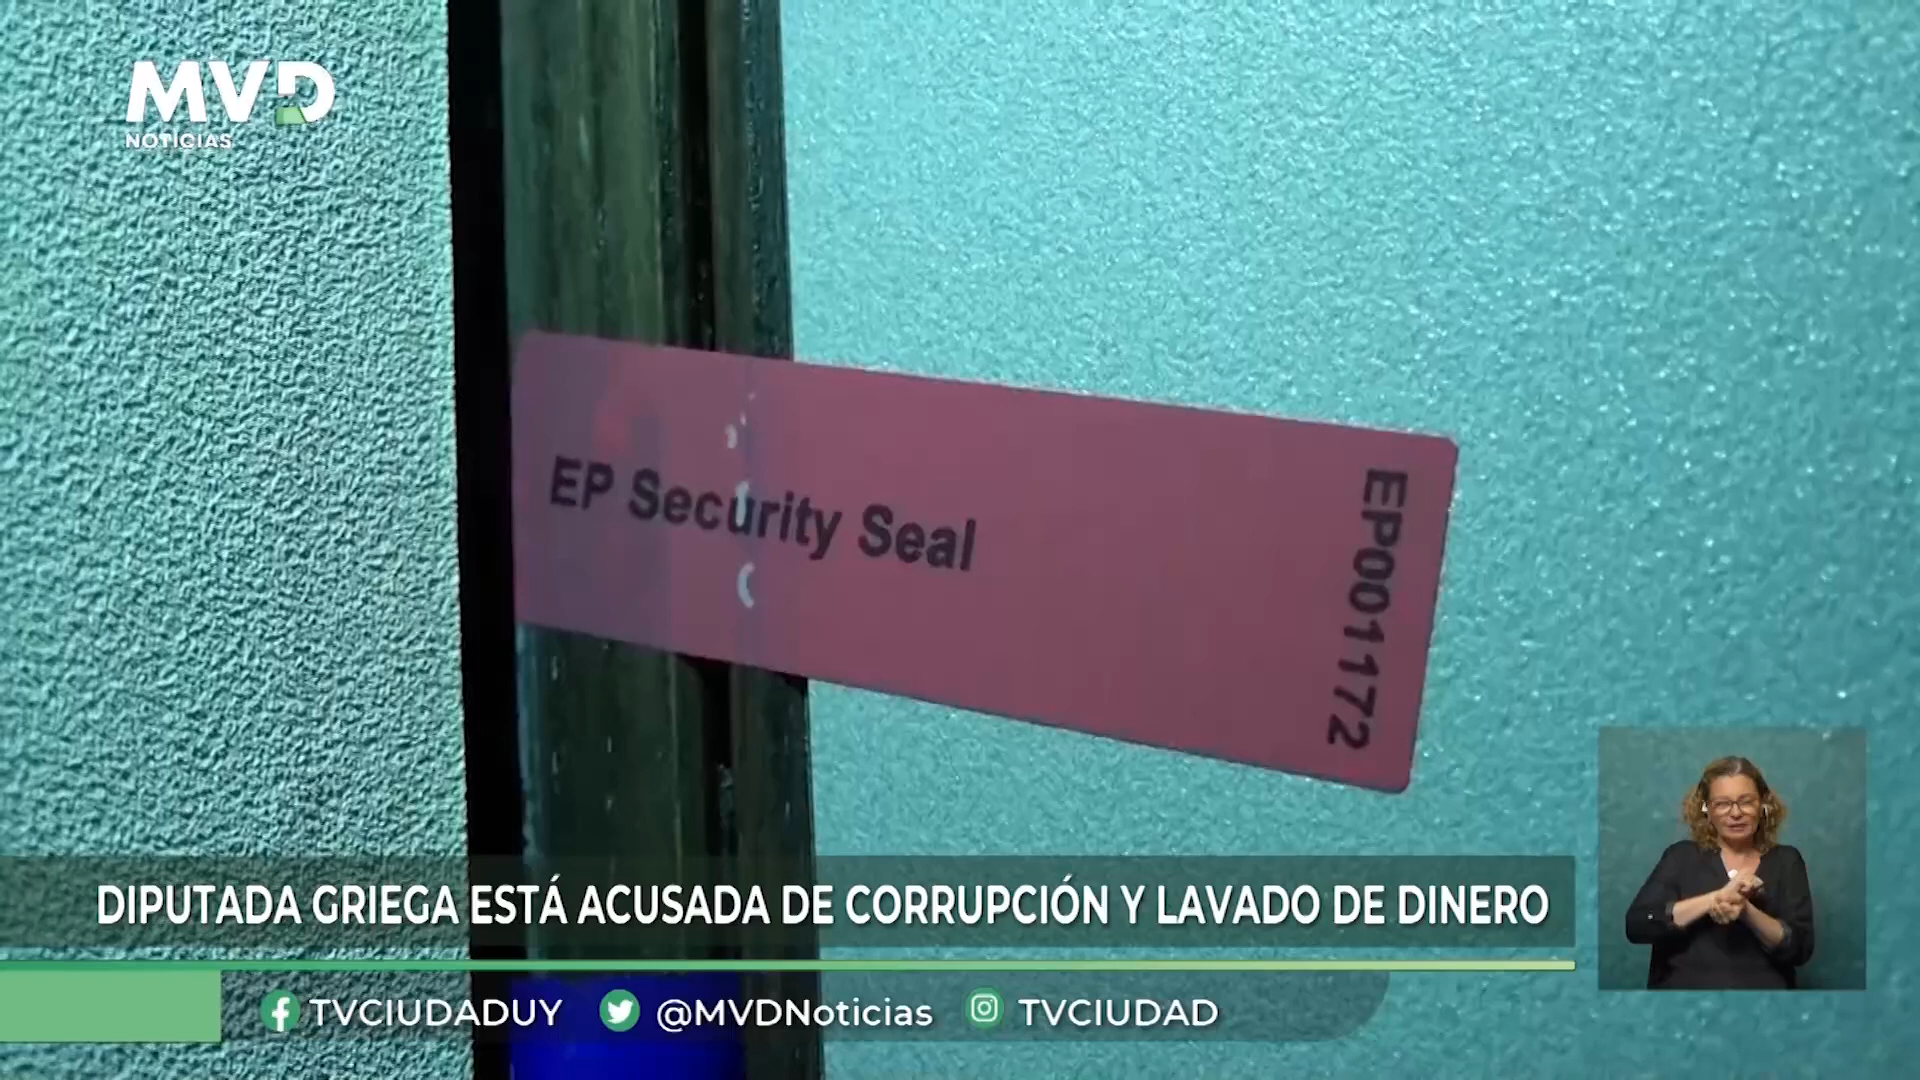 MVD
NOTICIAS
EP Security Seal
EP001172
DIPUTADA GRIEGA ESTÁ ACUSADA DE CORRUPCIÓN Y LAVADO DE DINERO
TVCIUDADUY @MVDNoticias TVCIUDAD